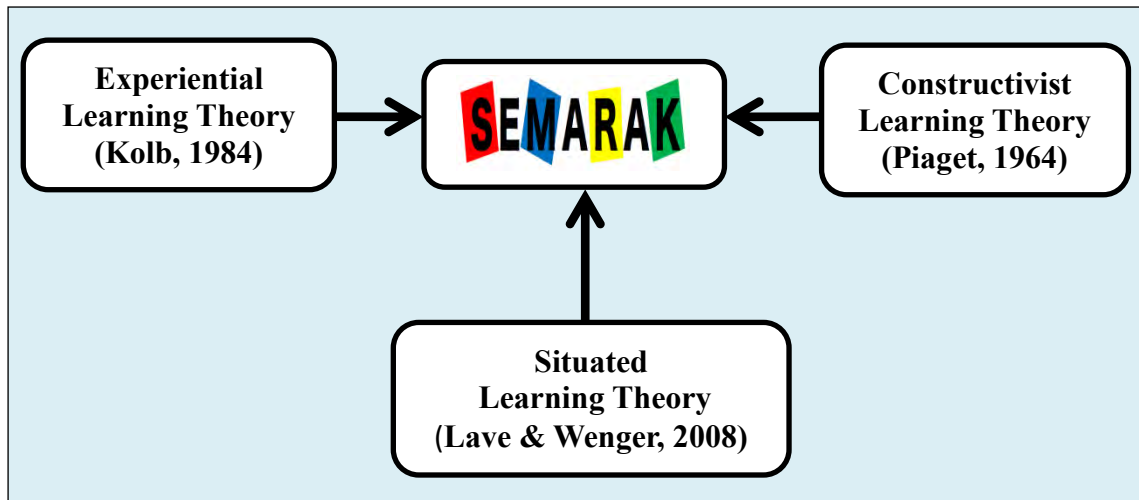 Experiential
Learning Theory
(Kolb, 1984)
SEMARAK
Constructivist
Learning Theory
(Piaget, 1964)
Situated
Learning Theory
(Lave & Wenger, 2008)